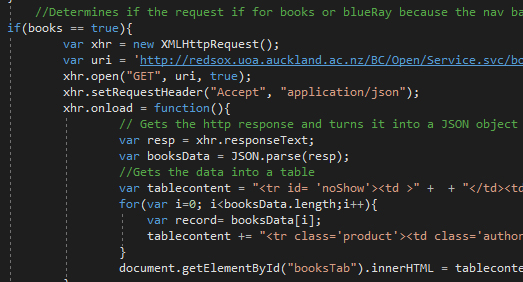 //Determines if the request if for books or blueRay because the nav ba
if(books == true){
var xhr = new XMLHttpRequest();
var uri = 'http://redsox.uoa.auckland.ac.nz/BC/Open/Service.svc/bo
xhr.open("GET", uri, true);
xhr.setRequestHeader("Accept", "application/json");
xhr.onload = function(){
// Gets the http response and turns it into a JSON object
var resp = xhr.responseText;
var booksData = JSON.parse(resp);
//Gets the data into a table
var tablecontent = "<tr id= 'noShow'><td >" +  + "</td><td
for(var i=0; i<booksData.length;i++){
var record= booksData[i];
tablecontent += "<tr class='product'><td class='author
}
document.getElementById("booksTab").innerHTML = tableconte